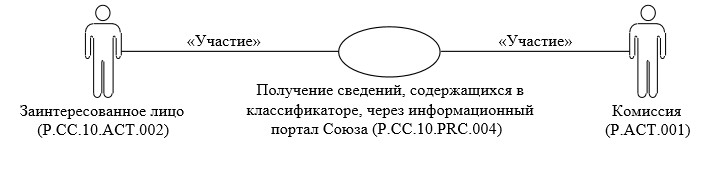 «Участие»
«Участие»
Заинтересованное лицо
(P.CC.10.ACT.002)
Получение сведений, содержащихся в
классификаторе, через информационный
портал Союза (P.CC.10.PRC.004)
Комиссия
(P.ACT.001)